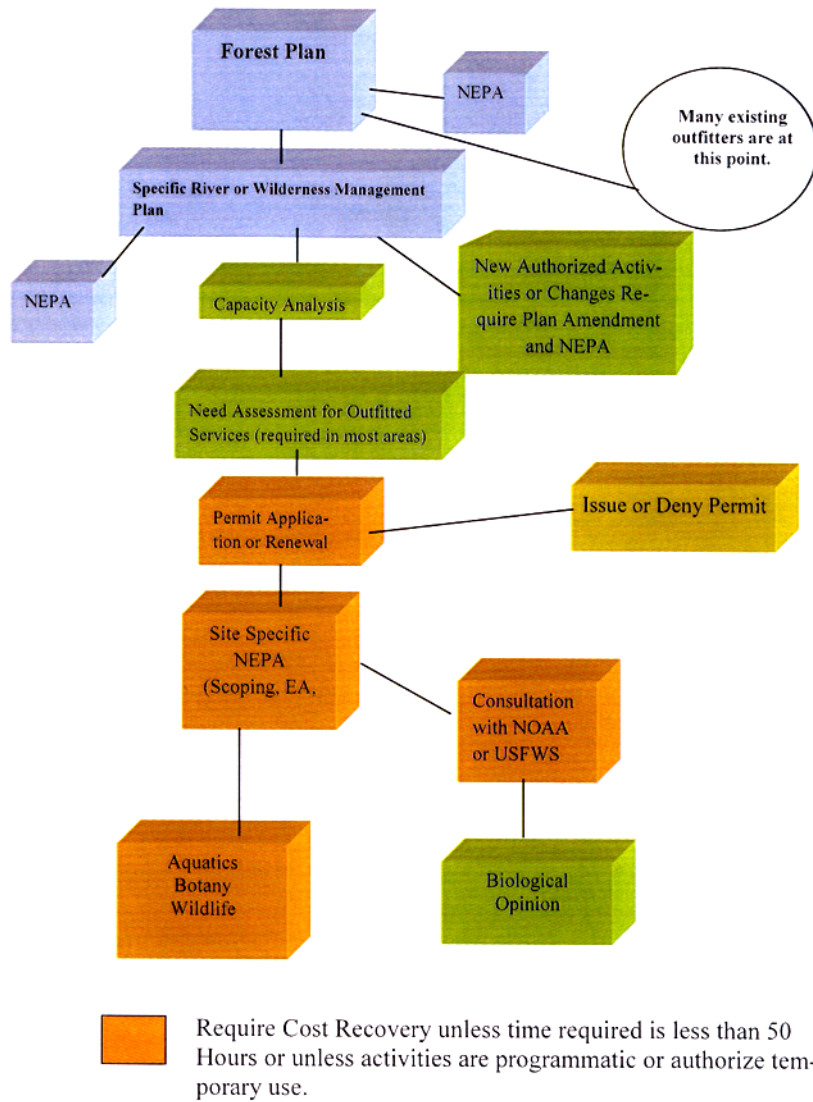 Forest Plan
NEPA
Many existing
outfitters are at
this point.
Specific River or Wilderness Management
Plan
NEPA
New Authorized Activ-
ities or Changes Re-
quire Plan Amendment
and NEPA
Capacity Analysis
Need Assessment for Outfitted
Services (required in most areas)
Permit Applica-
tion or Renewal
Issue or Deny Permit
Site Specific
NEPA
(Scoping, EA,
Consultation
with NOAA
or USFWS
Aquatics
Botany
Wildlife
Biological
Opinion
Require Cost Recovery unless time required is less than 50
Hours or unless activities are programmatic or authorize tem-
porary use.